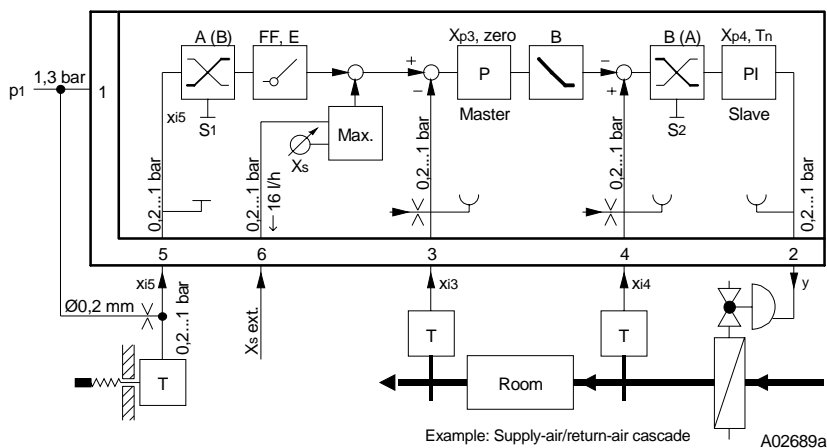 A (B)
FF, E
Xp3, zero
B
B (A)
Xp4, Tn
p1
1,3 bar
1
xi5
S1
Xs
Max.
P
Master
S2
PI
Slave
+
−
−
+
0,2...1 bar
0,2...1 bar
←16 l/h
0,2...1 bar
0,2...1 bar
0,2...1 bar
5
6
3
4
2
xi5
xi3
xi4
y
Ø0,2 mm
0,2...1 bar
Xs ext.
T
T
T
Room
Example: Supply-air/return-air cascade
A02689a